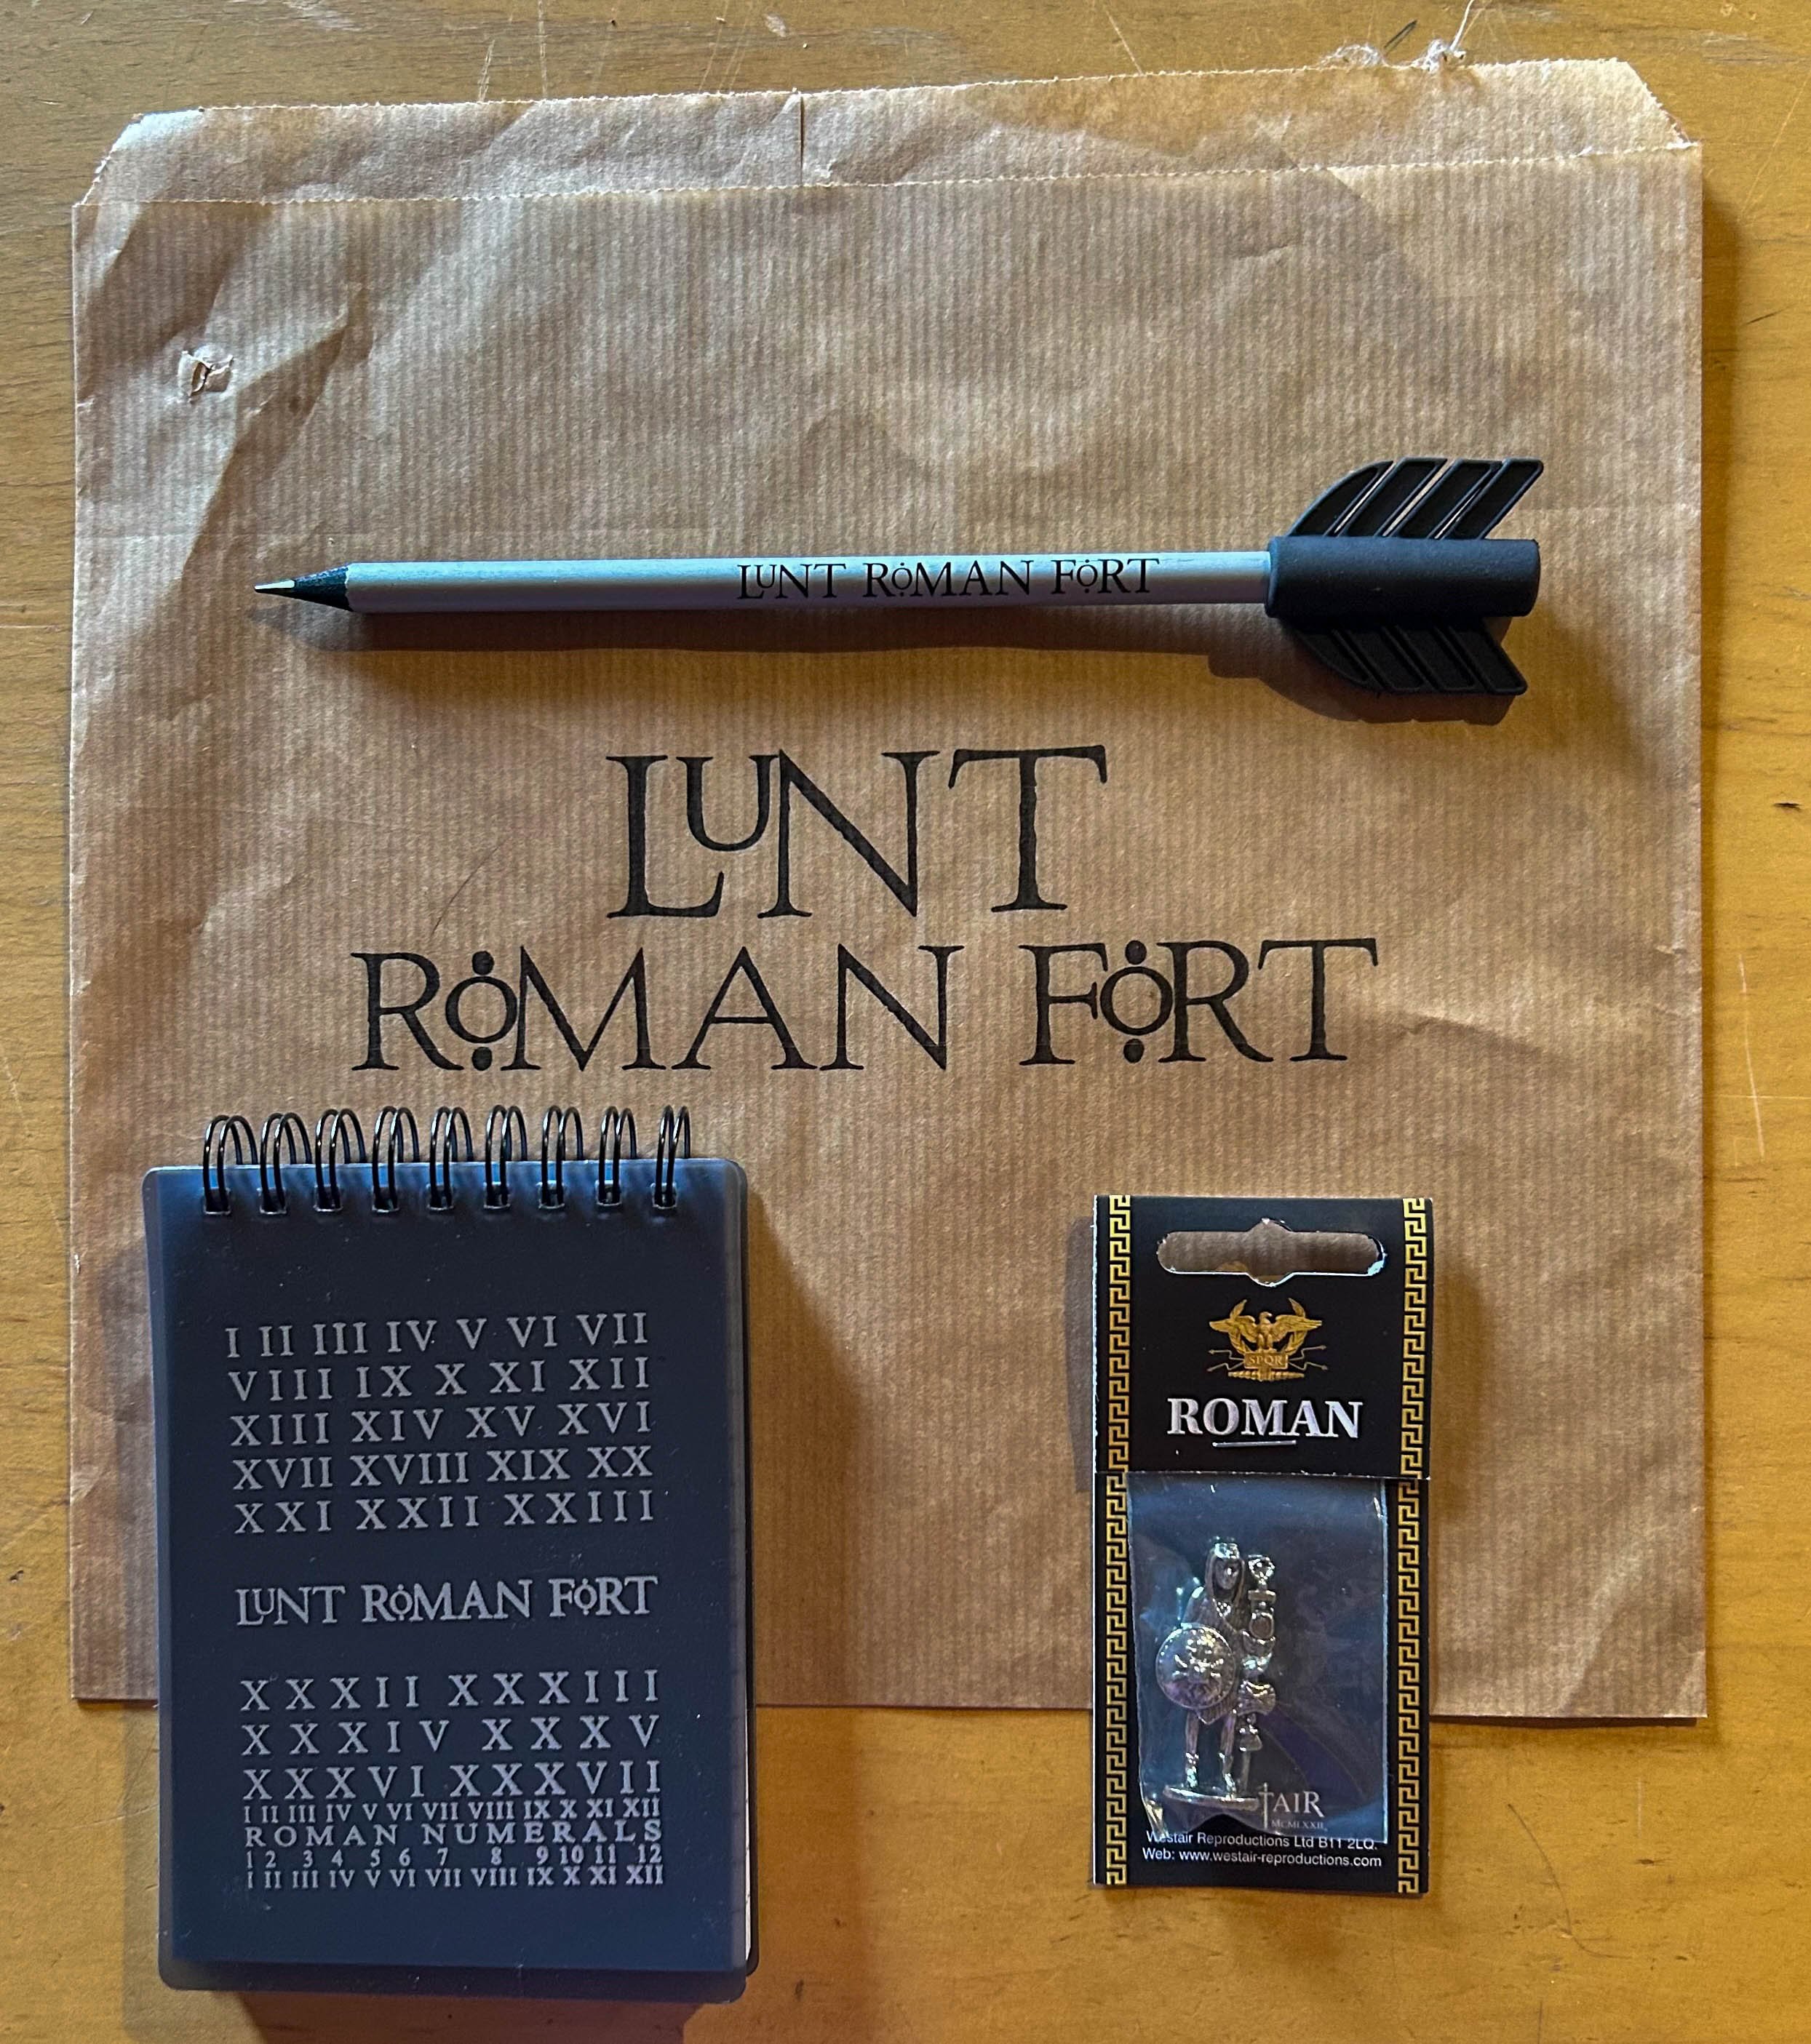 LUNT ROMAN FORT
LUNT
ROMAN FORT
I II III IV V VI VII
VIII IX X XI XII
XIII XIV XV XVI
XVII XVIII XIX XX
XXI XXII XXIII
LUNT ROMAN FORT
XXXII XXXIII
XXXIV XXXV
XXXVI XXXVII
I II III IV V VI VII VIII IX X XI XII
ROMAN NUMERALS
1 2 3 4 5 6 7 8 9 10 11 12
I II III IV V VI VII VIII IX X XI XII
SPQR
ROMAN
MCMLXXII
Westair Reproductions Ltd B11 2LQ.
Web: www.westair-reproductions.com